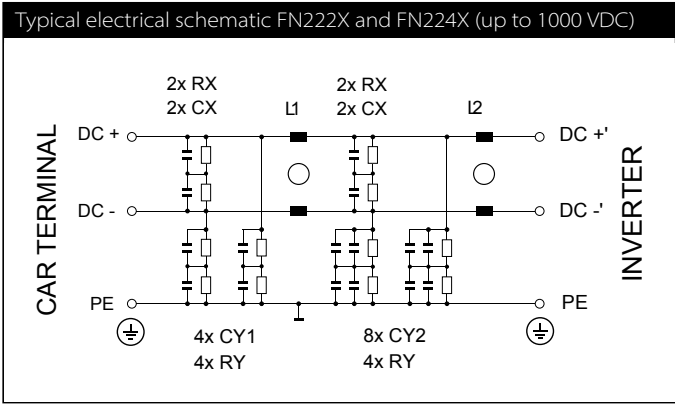 Typical electrical schematic FN222X and FN224X (up to 1000 VDC)
2x RX
2x CX
L1
2x RX
2x CX
L2
DC +
DC +'
DC -
DC -'
PE
PE
CAR TERMINAL
INVERTER
4x CY1
4x RY
8x CY2
4x RY